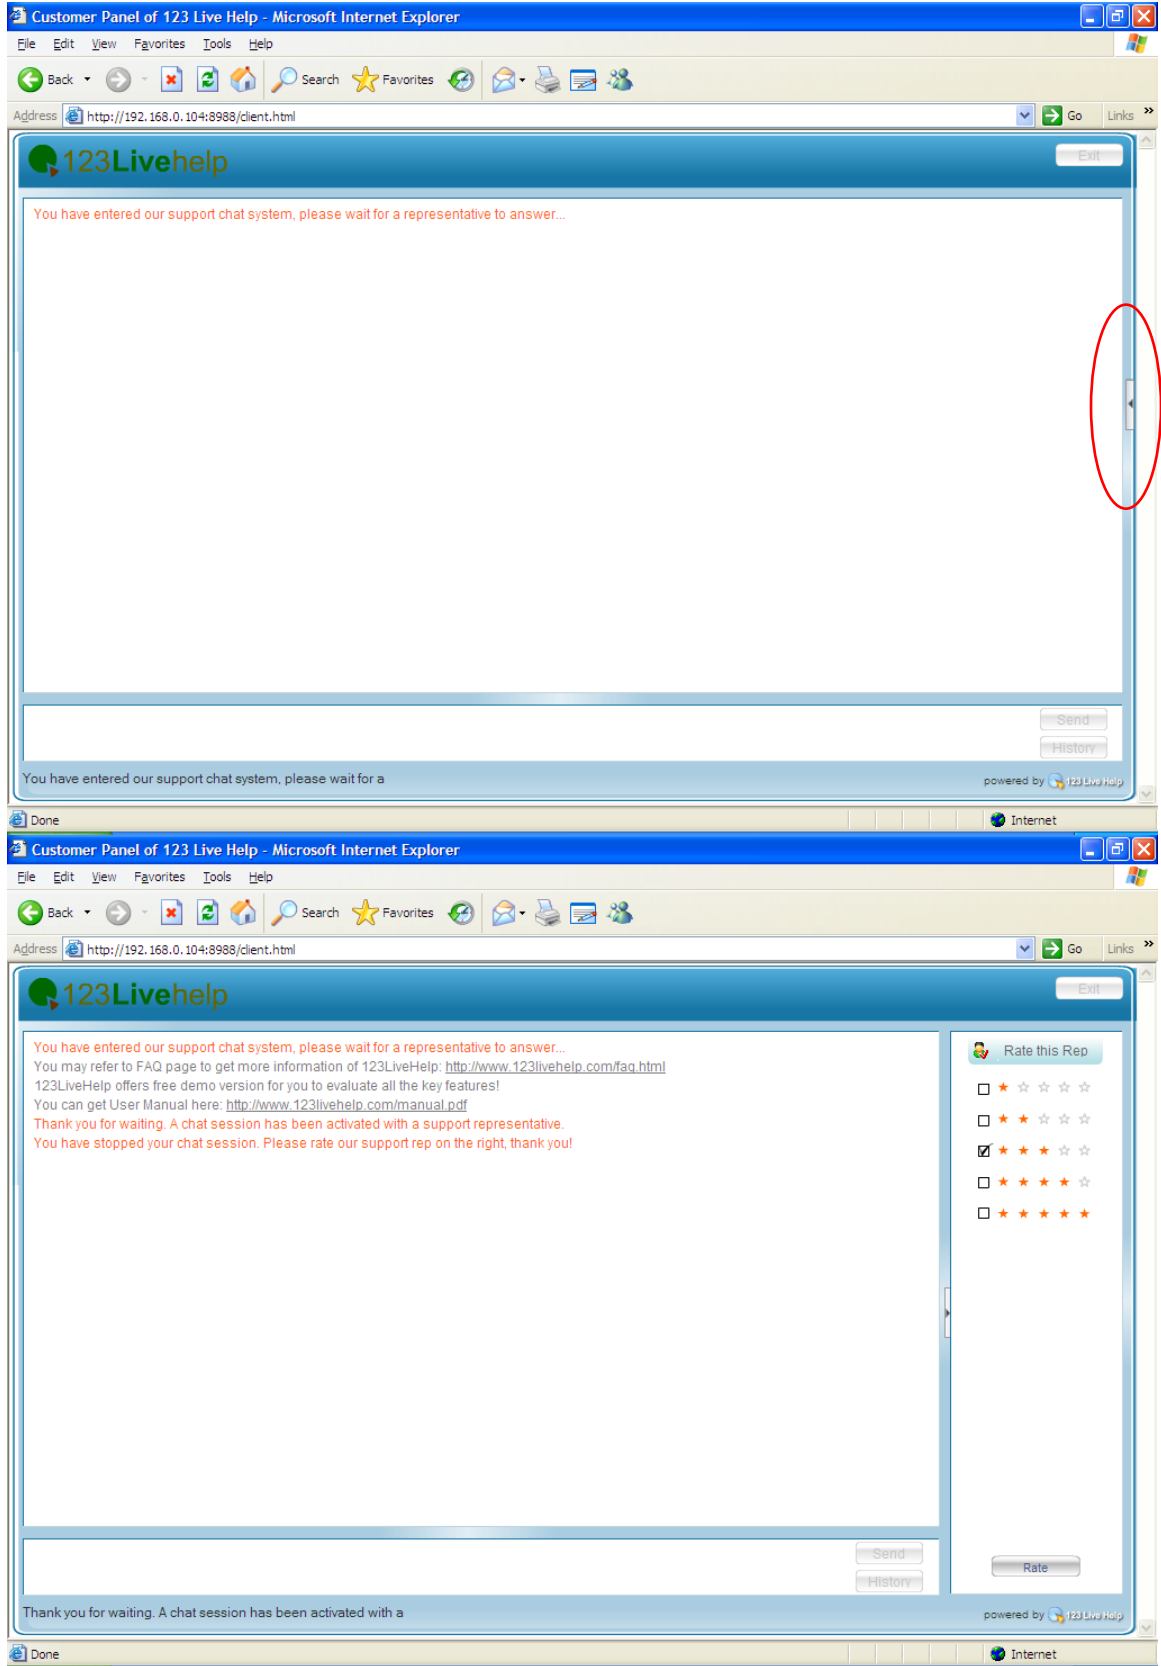 Customer Panel of 123 Live Help - Microsoft Internet Explorer
File Edit View Favorites Tools Help
Back Search Favorites
Address http://192.168.0.104:8988/client.html Go Links »
123Livehelp Exit
You have entered our support chat system, please wait for a representative to answer...
Send
History
You have entered our support chat system, please wait for a powered by 123 Live Help
Done Internet
Customer Panel of 123 Live Help - Microsoft Internet Explorer
File Edit View Favorites Tools Help
Back Search Favorites
Address http://192.168.0.104:8988/client.html Go Links »
123Livehelp Exit
You have entered our support chat system, please wait for a representative to answer...
You may refer to FAQ page to get more information of 123LiveHelp: http://www.123livehelp.com/faq.html
123LiveHelp offers free demo version for you to evaluate all the key features!
You can get User Manual here: http://www.123livehelp.com/manual.pdf
Thank you for waiting. A chat session has been activated with a support representative.
You have stopped your chat session. Please rate our support rep on the right, thank you!
Rate this Rep
Send
History
Rate
Thank you for waiting. A chat session has been activated with a powered by 123 Live Help
Done Internet